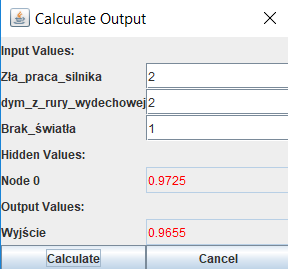 Calculate Output
Input Values:
Zła_praca_silnika 2
dym_z_rury_wydechowej 2
Brak_światła 1
Hidden Values:
Node 0 0.9725
Output Values:
Wyjście 0.9655
Calculate Cancel